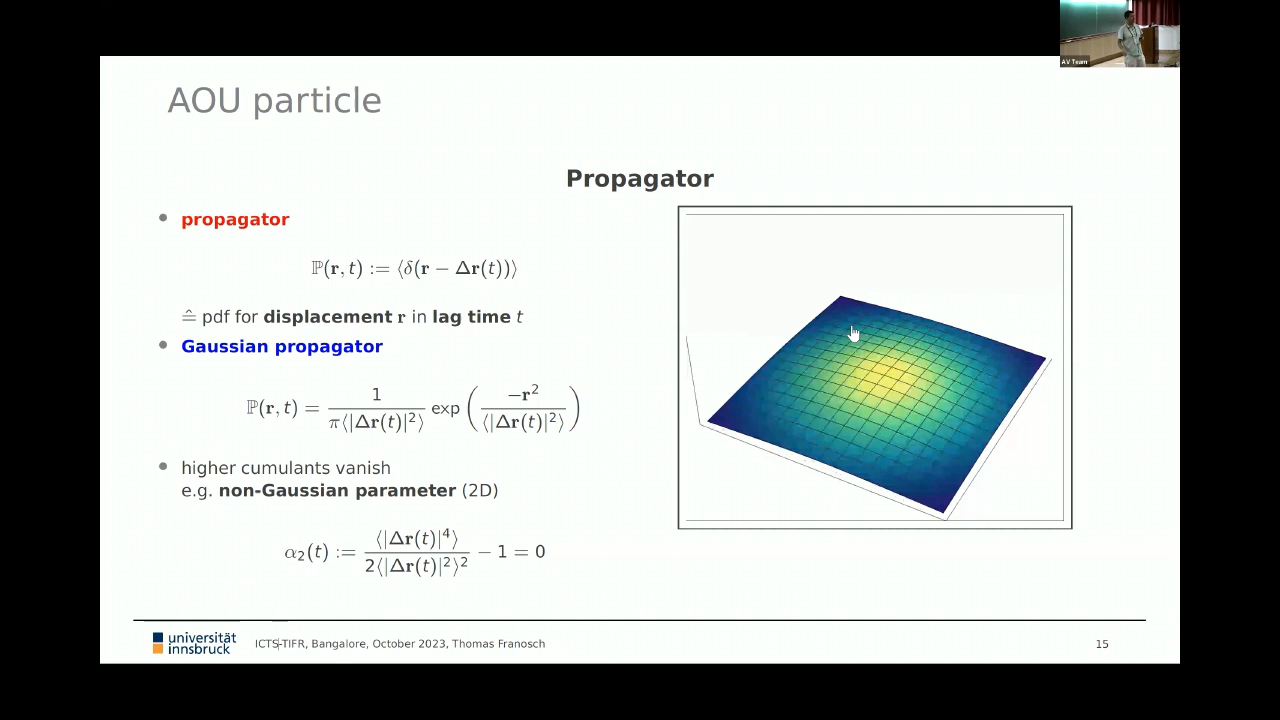 AV Team
AOU particle
Propagator
• propagator
ℙ(r, t) := ⟨δ(r − Δr(t))⟩
≙ pdf for displacement r in lag time t
• Gaussian propagator
ℙ(r, t) = 1 / π⟨|Δr(t)|²⟩ exp ( −r² / ⟨|Δr(t)|²⟩ )
• higher cumulants vanish
e.g. non-Gaussian parameter (2D)
α₂(t) := ⟨|Δr(t)|⁴⟩ / 2⟨|Δr(t)|²⟩² − 1 = 0
universität
innsbruck
ICTS-TIFR, Bangalore, October 2023, Thomas Franosch
15